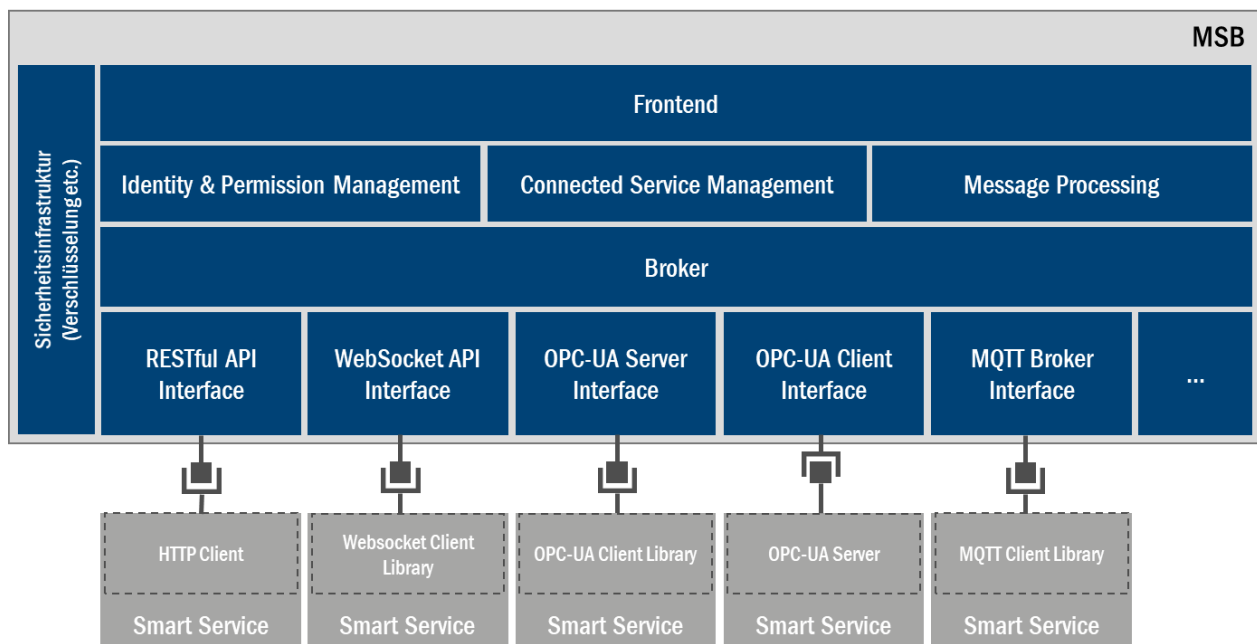 MSB
Sicherheitsinfrastruktur
(Verschlüsselung etc.)
Frontend
Identity & Permission Management
Connected Service Management
Message Processing
Broker
RESTful API
Interface
WebSocket API
Interface
OPC-UA Server
Interface
OPC-UA Client
Interface
MQTT Broker
Interface
...
HTTP Client
Websocket Client
Library
OPC-UA Client Library
OPC-UA Server
MQTT Client Library
Smart Service
Smart Service
Smart Service
Smart Service
Smart Service